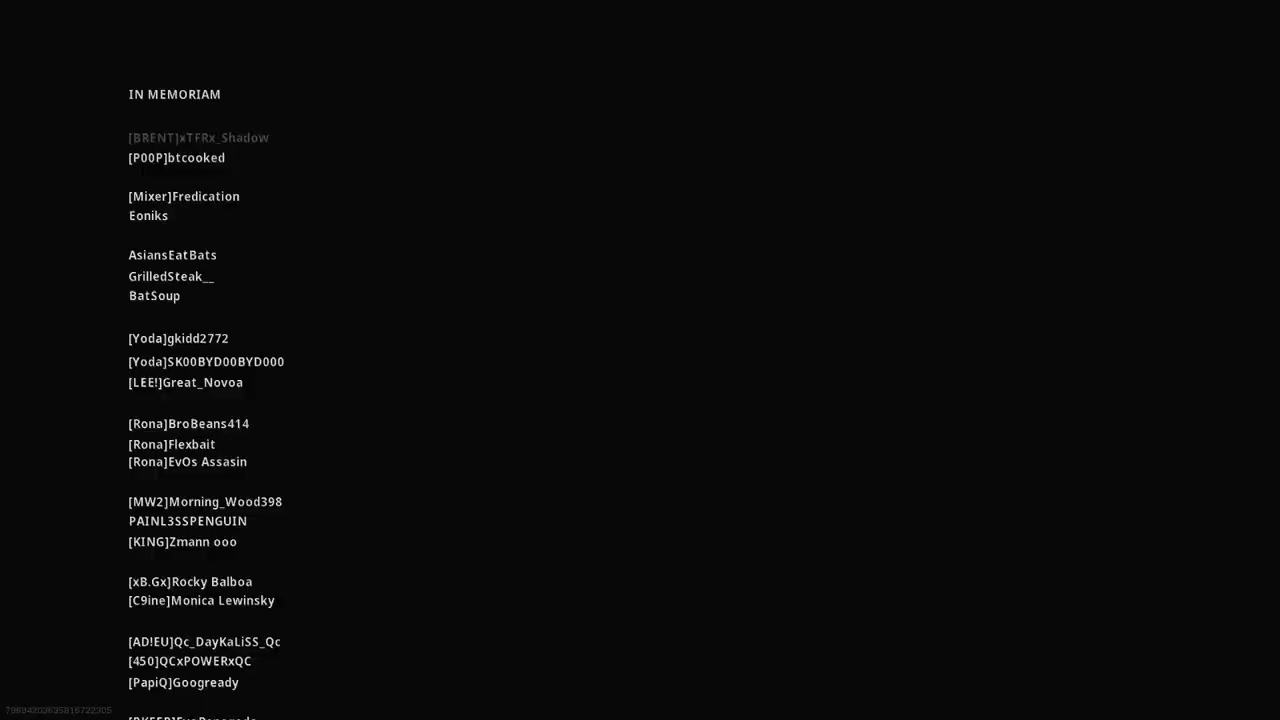 IN MEMORIAM
[BRENT]xTFRx_Shadow
[P00P]btcooked
[Mixer]Fredication
Eoniks
AsiansEatBats
GrilledSteak__
BatSoup
[Yoda]gkidd2772
[Yoda]SK00BYD00BYD000
[LEE!]Great_Novoa
[Rona]BroBeans414
[Rona]Flexbait
[Rona]EvOs Assasin
[MW2]Morning_Wood398
PAINL3SSPENGUIN
[KING]Zmann ooo
[xB.Gx]Rocky Balboa
[C9ine]Monica Lewinsky
[AD!EU]Qc_DayKaLiSS_Qc
[450]QCxPOWERxQC
[PapiQ]Googready